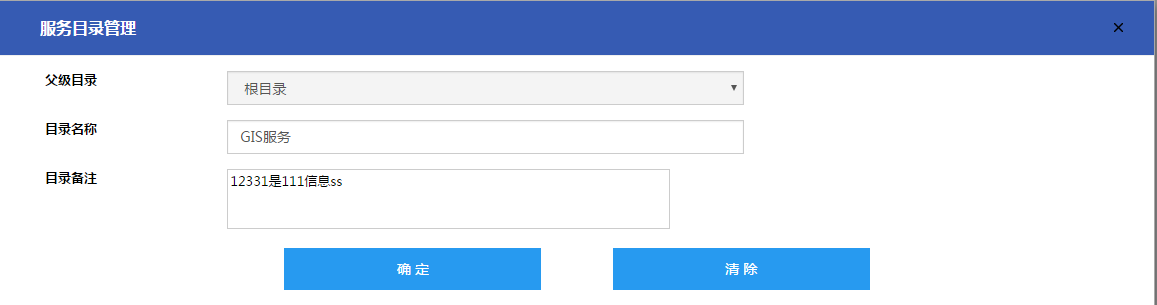 服务目录管理
父级目录
根目录
目录名称
GIS服务
目录备注
12331是111信息ss
确 定
清 除